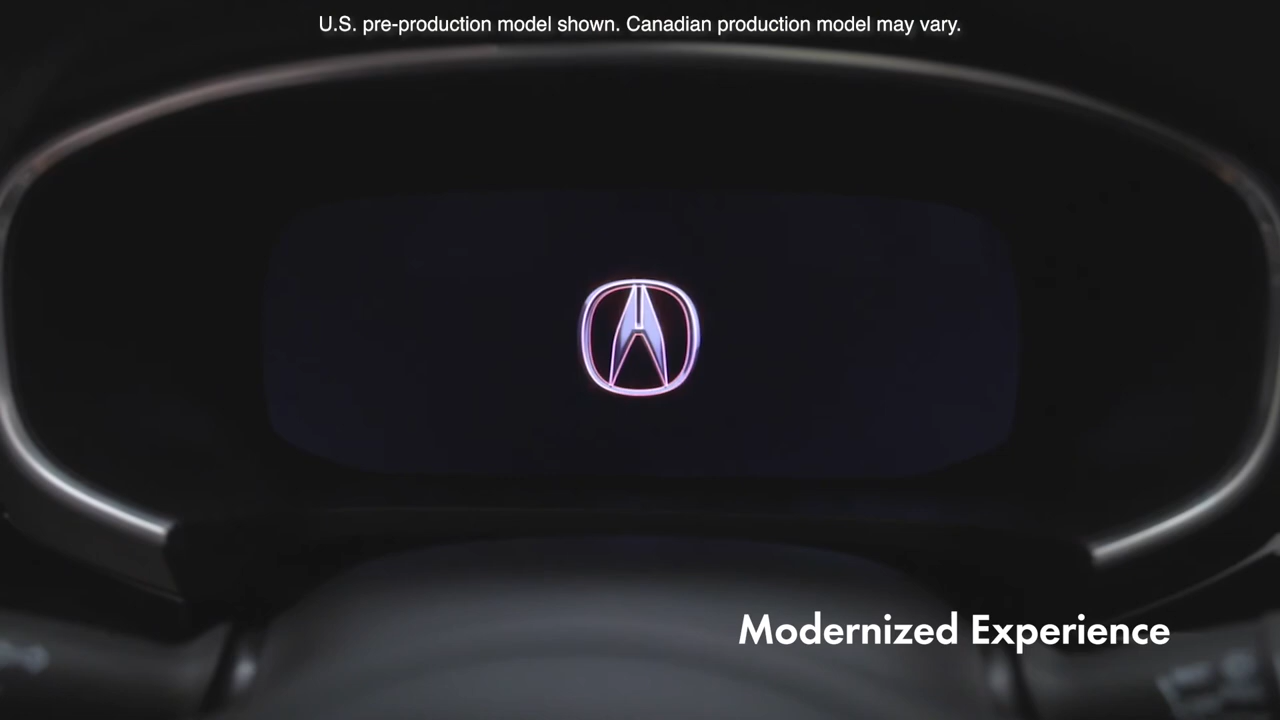 U.S. pre-production model shown. Canadian production model may vary.
Modernized Experience